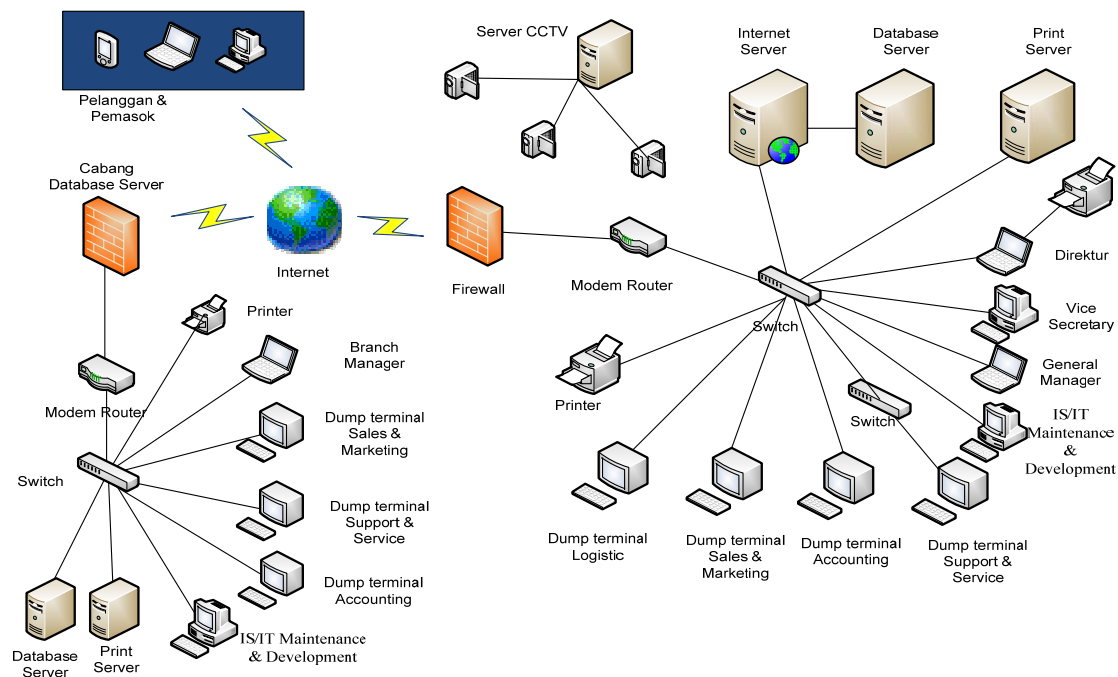 Pelanggan &
Pemasok
Server CCTV
Internet
Server
Database
Server
Print
Server
Cabang
Database Server
Internet
Firewall
Modem Router
Switch
Direktur
Vice
Secretary
General
Manager
IS/IT
Maintenance
&
Development
Switch
Printer
Dump terminal
Logistic
Dump terminal
Sales &
Marketing
Dump terminal
Accounting
Dump terminal
Support &
Service
Printer
Branch
Manager
Modem Router
Dump terminal
Sales &
Marketing
Switch
Dump terminal
Support &
Service
Dump terminal
Accounting
IS/IT Maintenance
& Development
Database
Server
Print
Server